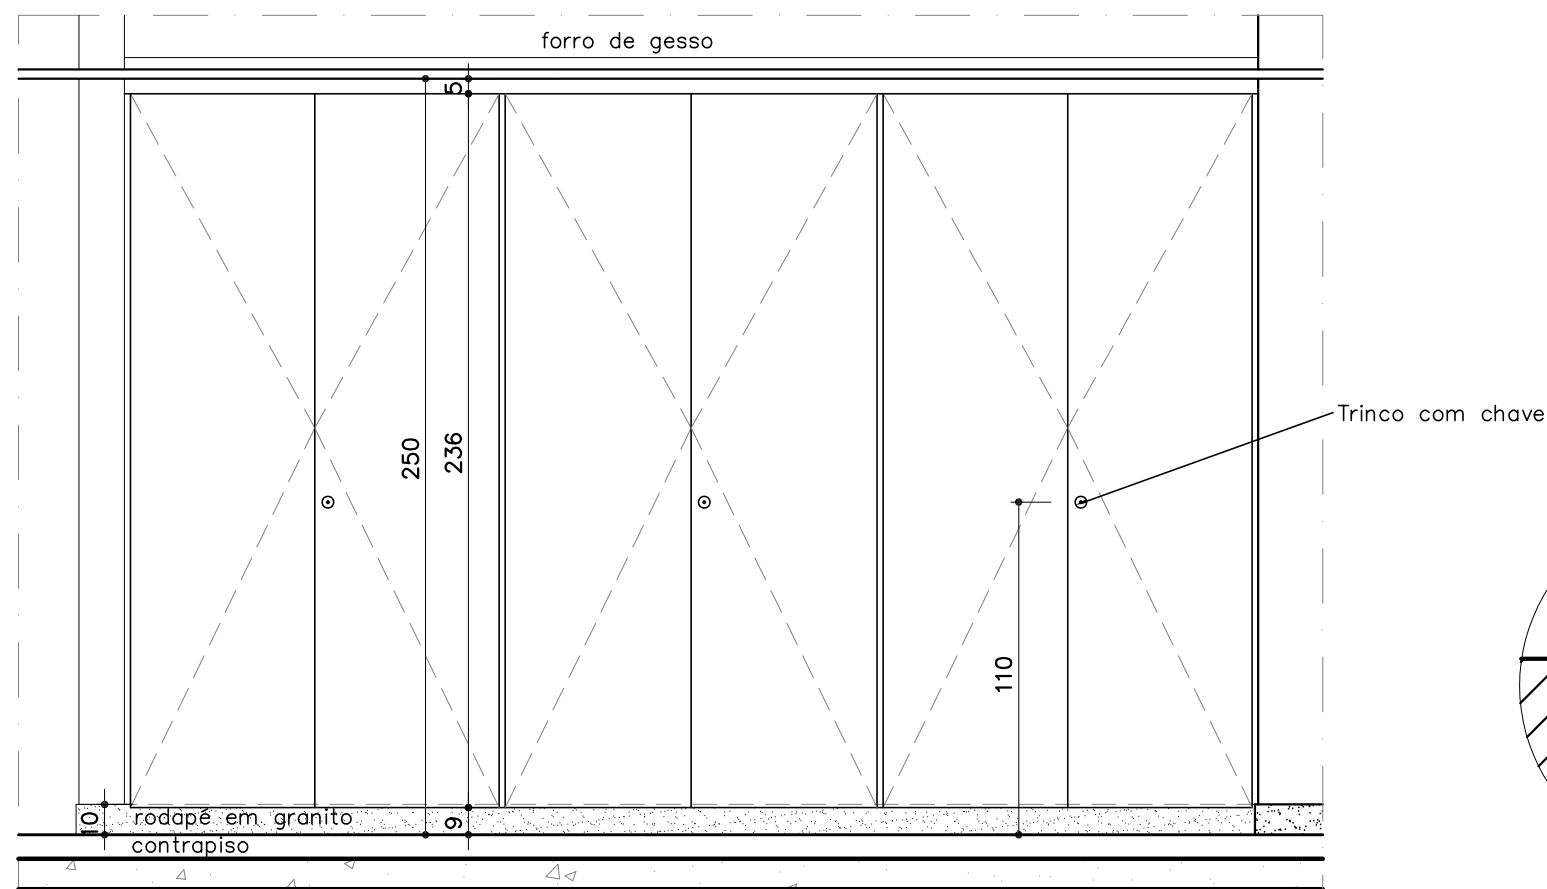 forro de gesso
5
250
236
Trinco com chave
110
10
rodapé em granito
9
contrapiso